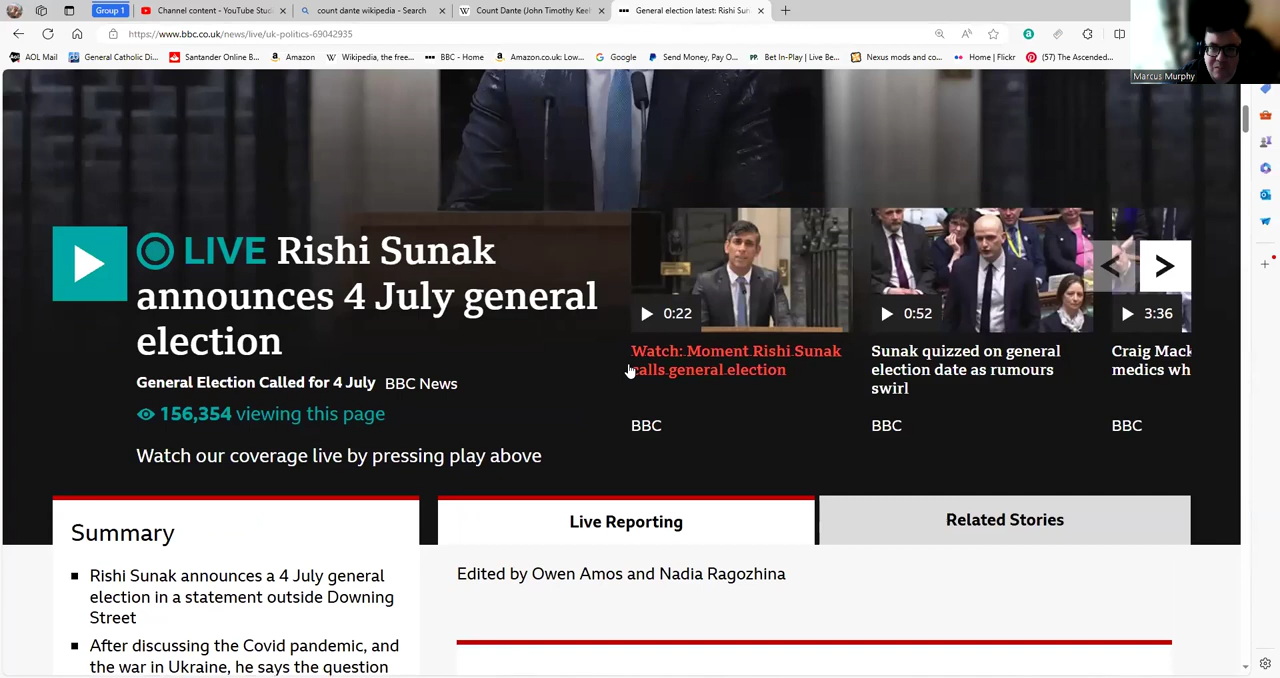 Group 1
Channel content - YouTube Stud
count dante wikipedia - Search
Count Dante (John Timothy Kee
General election latest: Rishi Sun
https://www.bbc.co.uk/news/live/uk-politics-69042935
AOL Mail
General Catholic Di...
Santander Online B...
Amazon
Wikipedia, the free...
BBC - Home
Amazon.co.uk: Low...
Google
Send Money, Pay O...
Bet In-Play | Live Be...
Nexus mods and co...
Home | Flickr
(57) The Ascended...
Marcus Murphy
LIVE Rishi Sunak
announces 4 July general
election
General Election Called for 4 July BBC News
156,354 viewing this page
Watch our coverage live by pressing play above
0:22
Watch: Moment Rishi Sunak
calls general election
BBC
0:52
Sunak quizzed on general
election date as rumours
swirl
BBC
3:36
Craig Mack
medics wh
BBC
Summary
Rishi Sunak announces a 4 July general
election in a statement outside Downing
Street
After discussing the Covid pandemic, and
the war in Ukraine, he says the question
Live Reporting
Related Stories
Edited by Owen Amos and Nadia Ragozhina